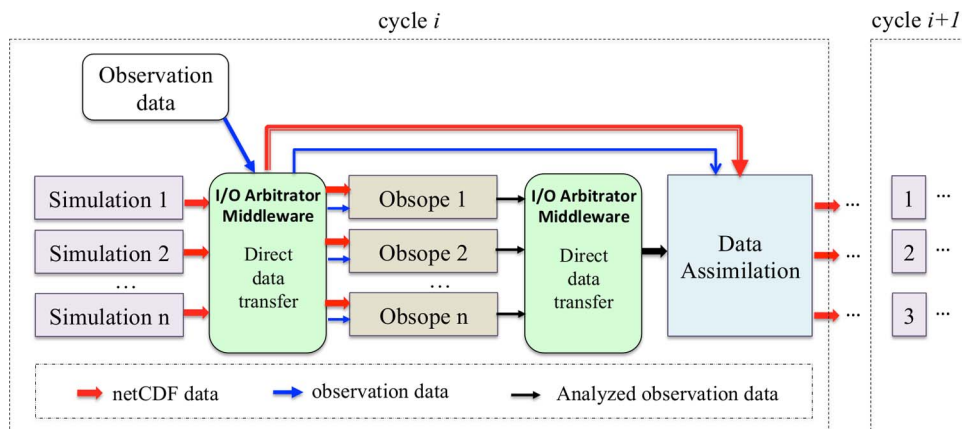 cycle i
cycle i+1
Observation
data
Simulation 1
Simulation 2
...
Simulation n
I/O Arbitrator
Middleware
Direct
data
transfer
Obsope 1
Obsope 2
...
Obsope n
I/O Arbitrator
Middleware
Direct
data
transfer
Data
Assimilation
...
...
...
1 ...
2 ...
3 ...
netCDF data
observation data
Analyzed observation data